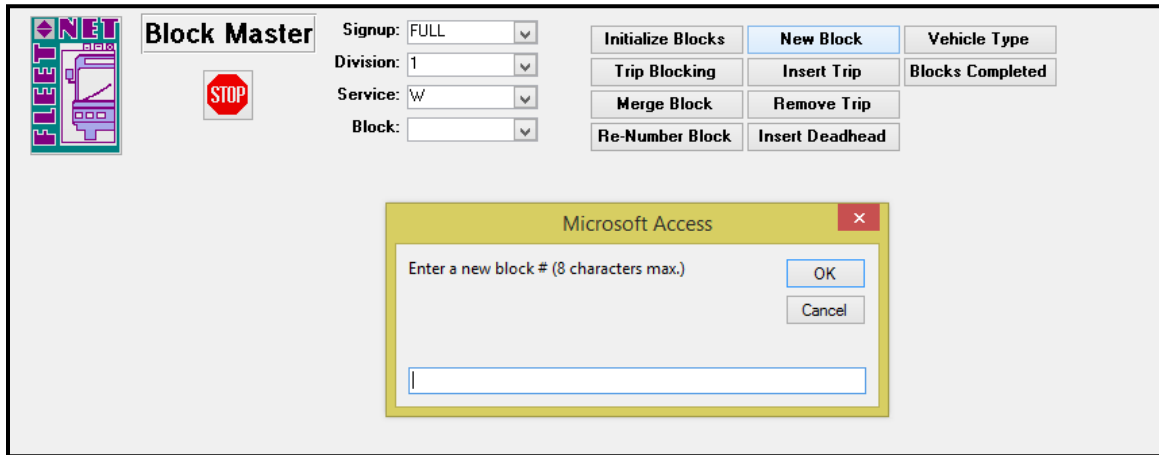 FLEET NET
Block Master
STOP
Signup: FULL
Division: 1
Service: W
Block:
Initialize Blocks New Block Vehicle Type
Trip Blocking Insert Trip Blocks Completed
Merge Block Remove Trip
Re-Number Block Insert Deadhead
Microsoft Access
Enter a new block # (8 characters max.)
OK
Cancel